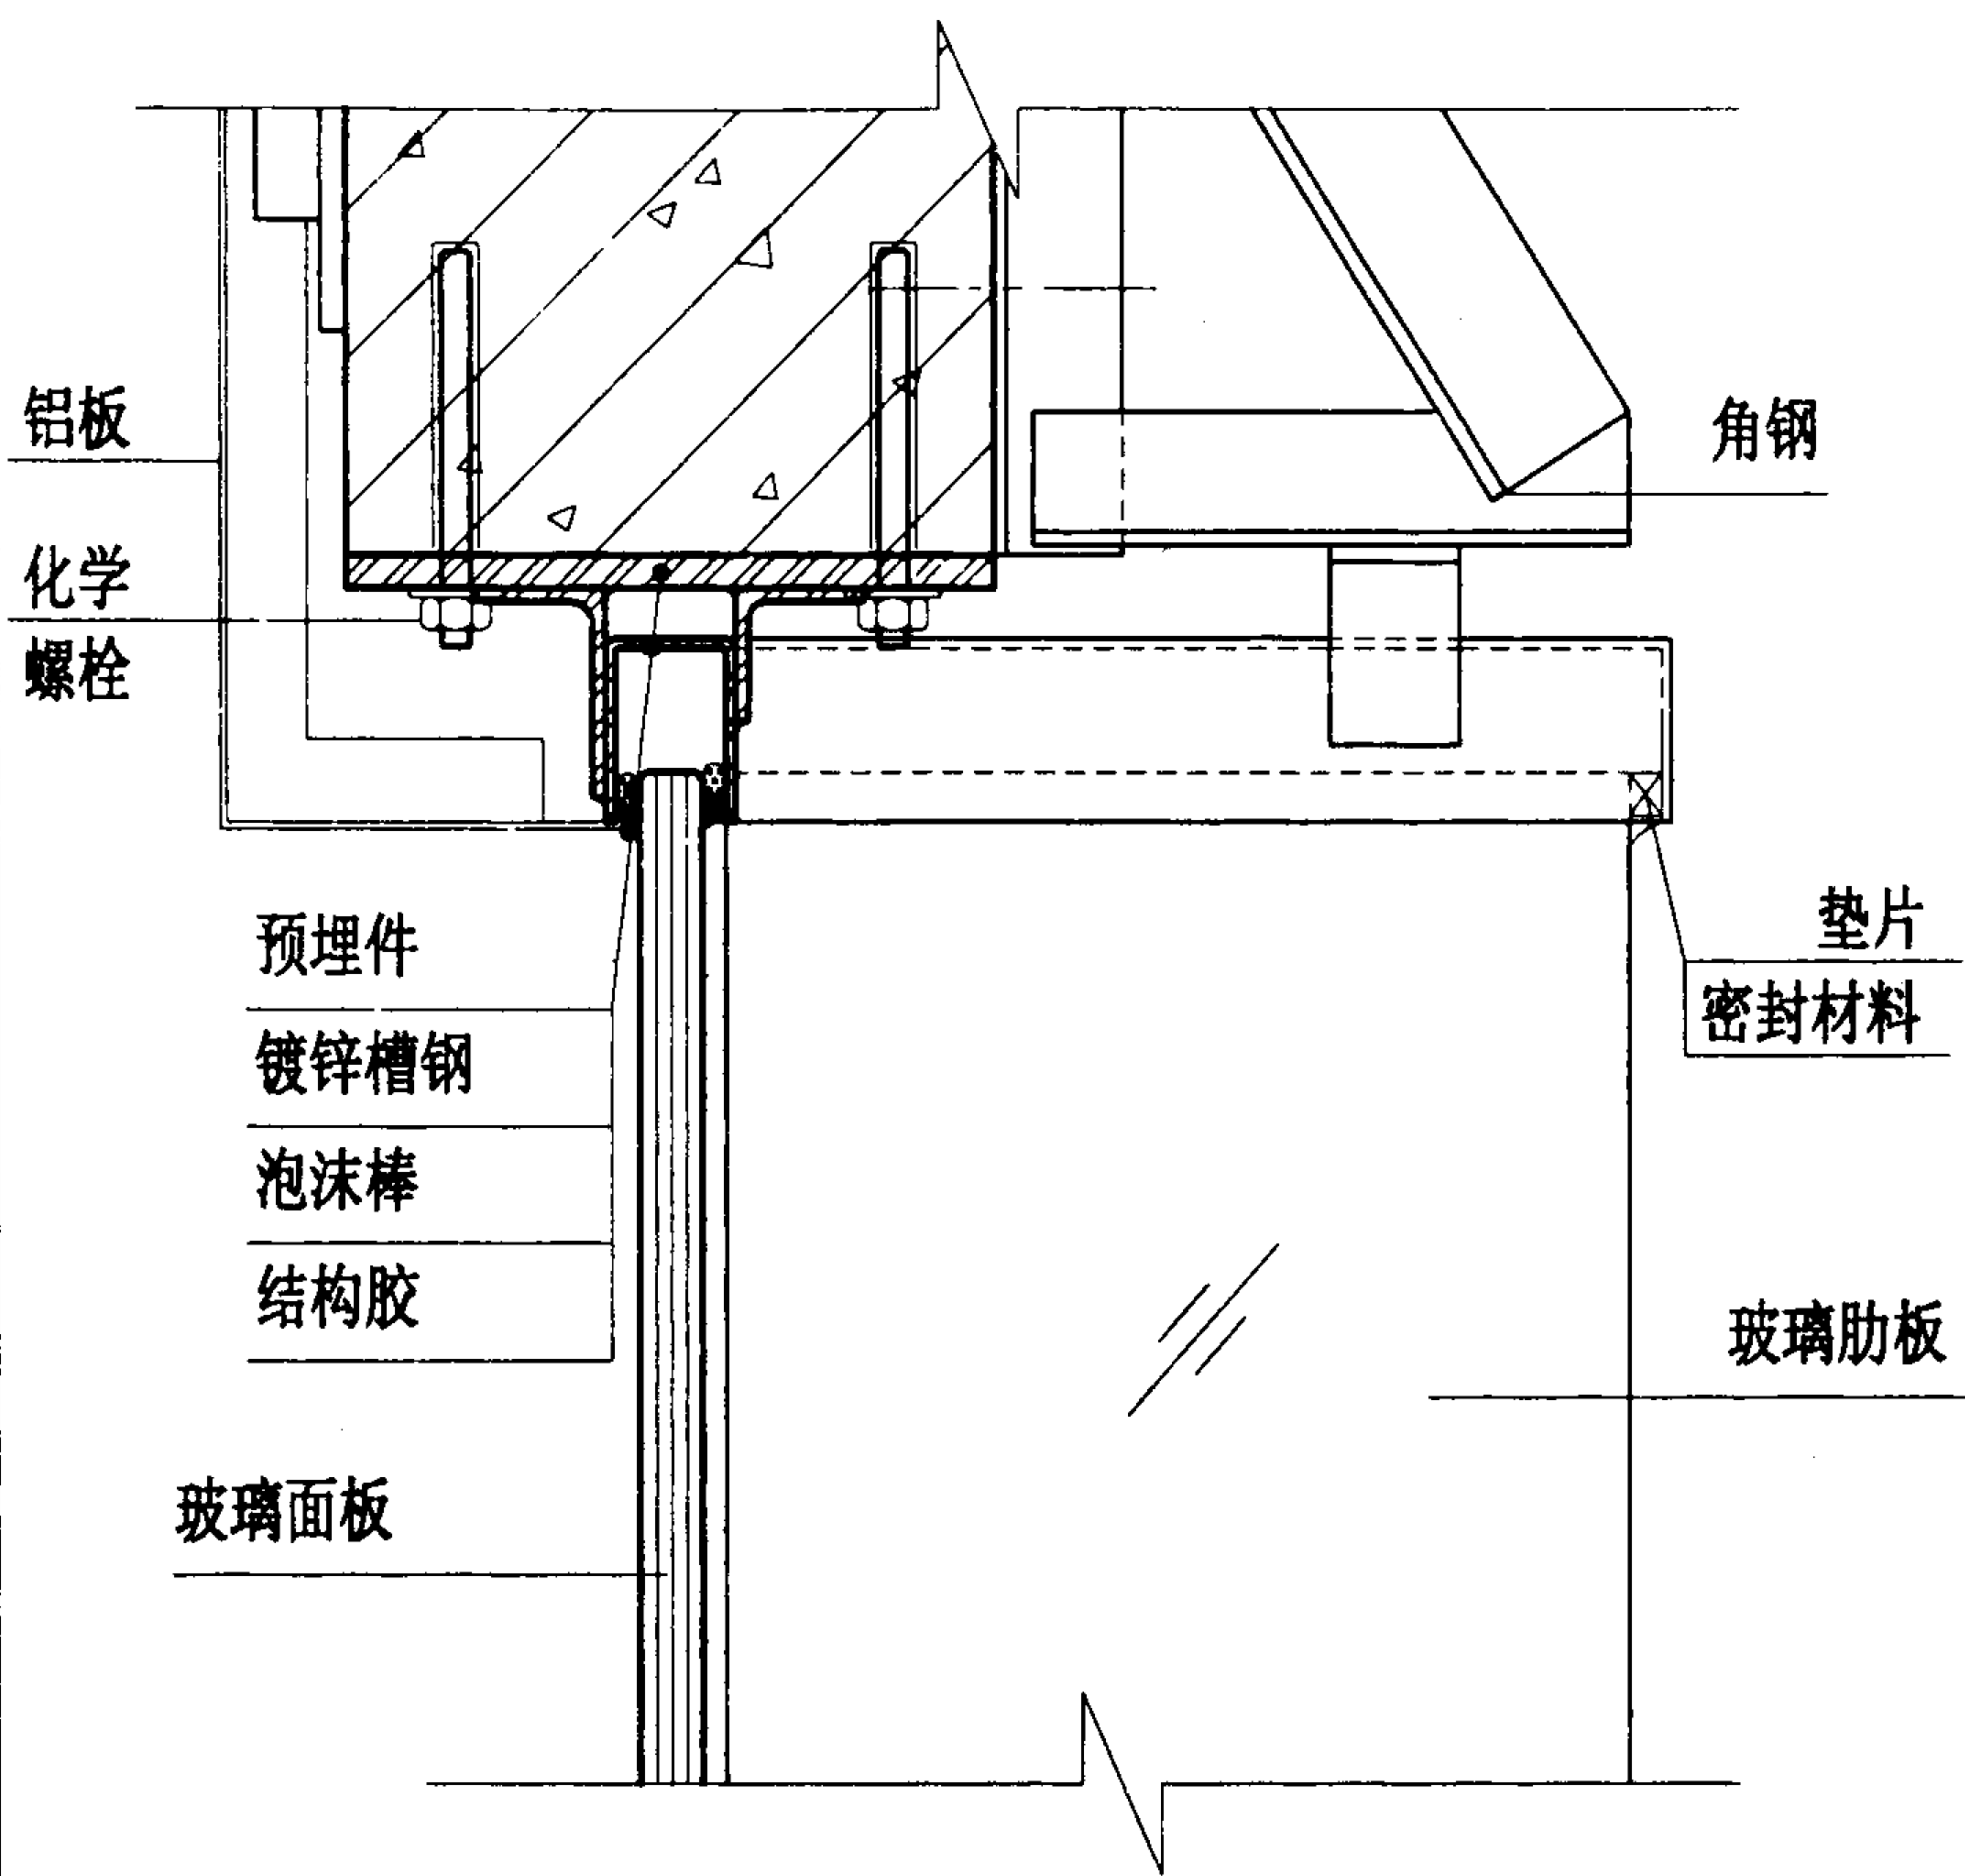 铝板
化学
螺栓
角钢
预埋件
镀锌槽钢
泡沫棒
结构胶
垫片
密封材料
玻璃肋板
玻璃面板